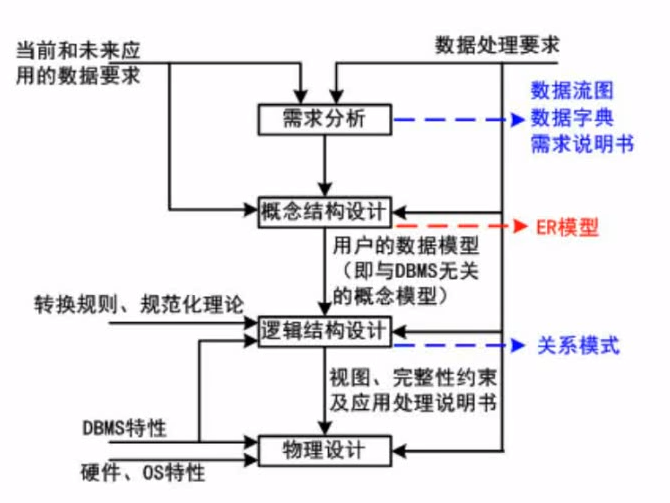 当前和未来应
用的数据要求
数据处理要求
需求分析
数据流图
数据字典
需求说明书
概念结构设计
ER模型
用户的数据模型
（即与DBMS无关
的概念模型）
转换规则、规范化理论
逻辑结构设计
关系模式
视图、完整性约束
及应用处理说明书
DBMS特性
物理设计
硬件、OS特性